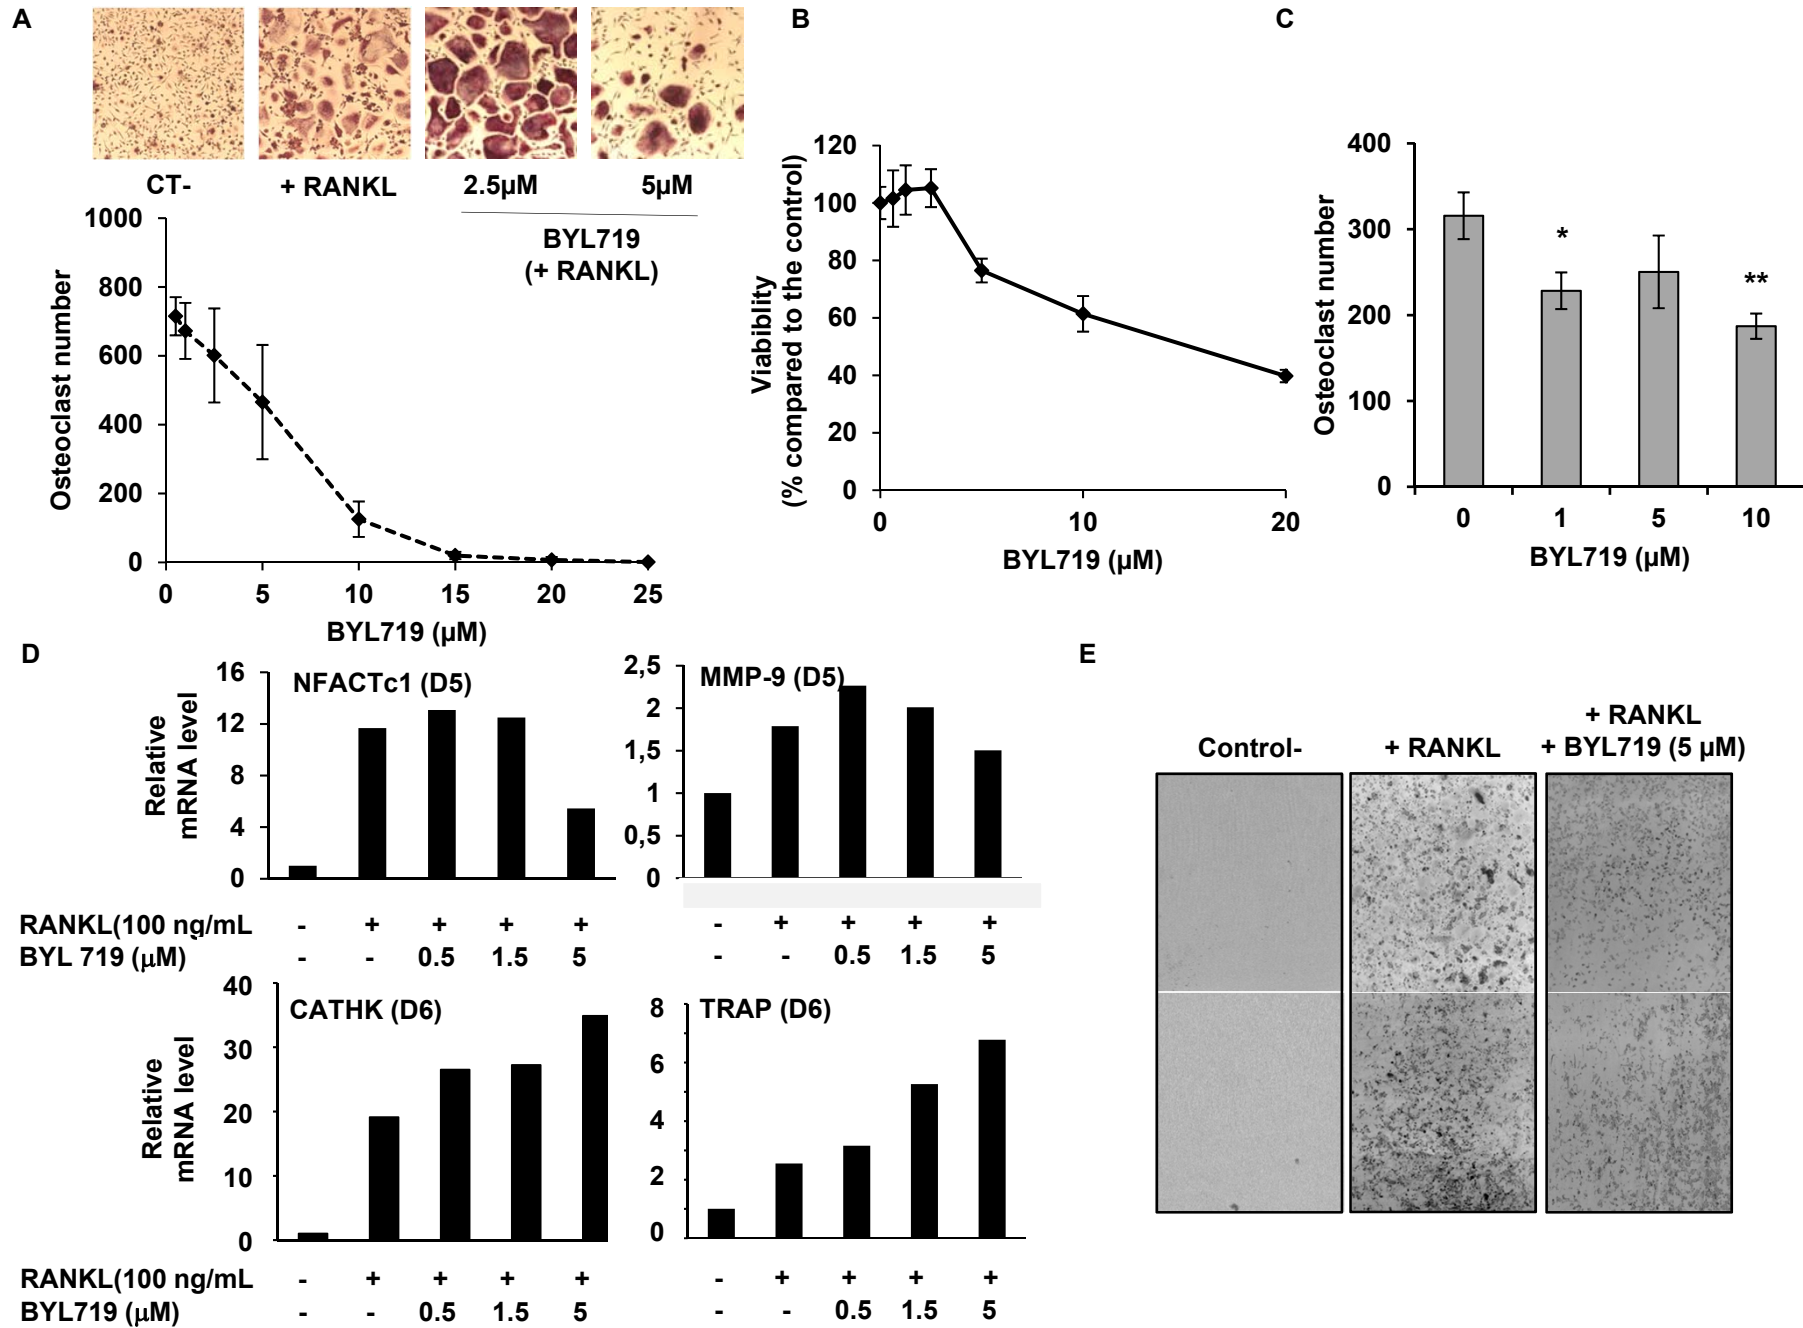 A
B
C
CT-
+ RANKL
2.5µM
5µM
BYL719
(+ RANKL)
Osteoclast number
1000
800
600
400
200
0
0
5
10
15
20
25
BYL719 (µM)
Viabiblity
(% compared to the control)
120
100
80
60
40
20
0
0
10
20
BYL719 (µM)
Osteoclast number
400
300
200
100
0
*
**
0
1
5
10
BYL719 (µM)
D
Relative
mRNA level
16
12
8
4
0
NFACTc1 (D5)
2,5
2
1,5
1
0,5
0
MMP-9 (D5)
RANKL(100 ng/mL - + + + + - + + + +
BYL 719 (µM) - - 0.5 1.5 5 - - 0.5 1.5 5
Relative
mRNA level
40
30
20
10
0
CATHK (D6)
8
6
4
2
0
TRAP (D6)
RANKL(100 ng/mL - + + + + - + + + +
BYL719 (µM) - - 0.5 1.5 5 - - 0.5 1.5 5
E
Control-
+ RANKL
+ RANKL
+ BYL719 (5 µM)